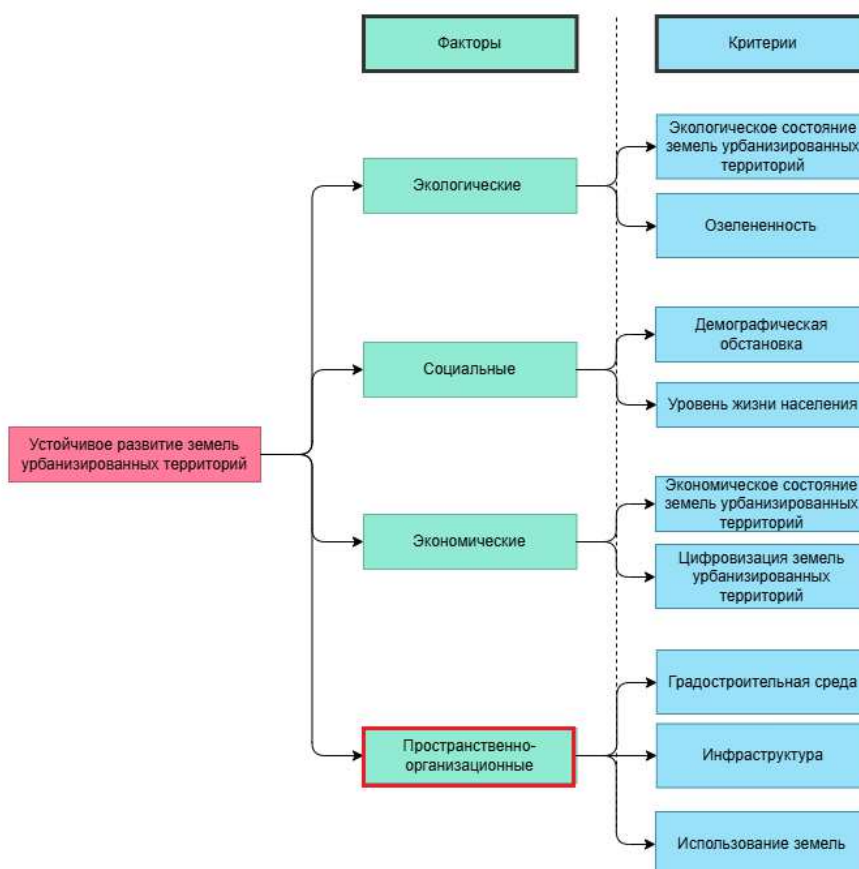 Факторы
Критерии
Экологическое состояние
земель урбанизированных
территорий
Экологические
Озелененность
Демографическая
обстановка
Социальные
Уровень жизни населения
Устойчивое развитие земель
урбанизированных территорий
Экономическое состояние
земель урбанизированных
территорий
Экономические
Цифровизация земель
урбанизированных
территорий
Градостроительная среда
Пространственно-
организационные
Инфраструктура
Использование земель